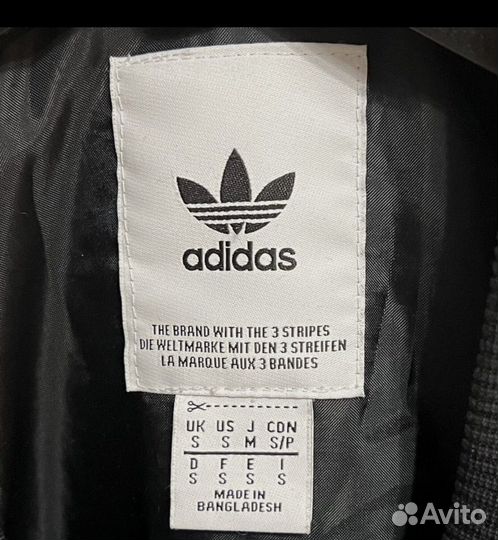 adidas
THE BRAND WITH THE 3 STRIPES
DIE WELTMARKE MIT DEN 3 STREIFEN
LA MARQUE AUX 3 BANDES
UK US J CDN
S S M S/P
D F E I
S S S S
MADE IN
BANGLADESH
Avito